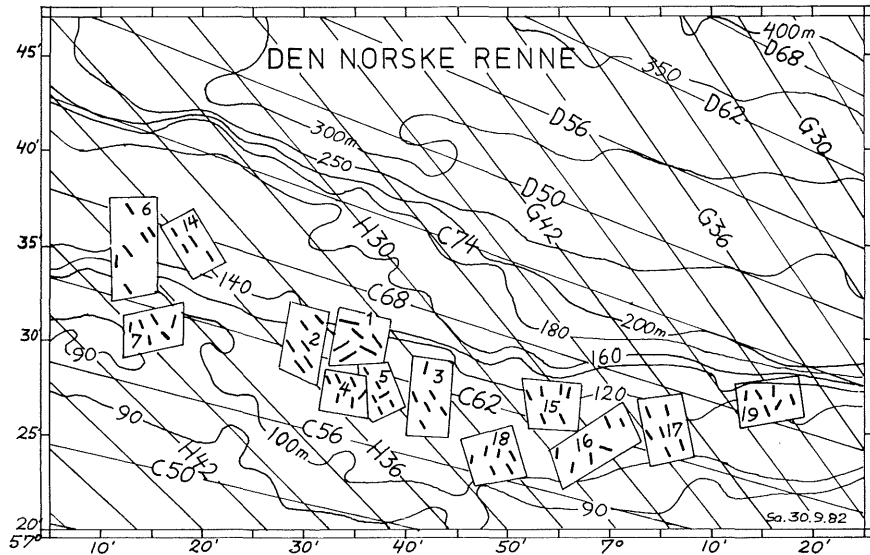 45'
400m
D68
DEN NORSKE RENNE
350
D62
G30
40'
300m
D56
250
D50
6
14
G42
G36
35'
H30
C74
140
C68
200m
30'
7
2
1
180
160
90
4
5
3
C62
15
120
19
90
C56
16
17
25'
100m
H36
18
H42
C50
90
Sa. 30.9.82
20'
57°
10'
20'
30'
40'
50'
7°
10'
20'